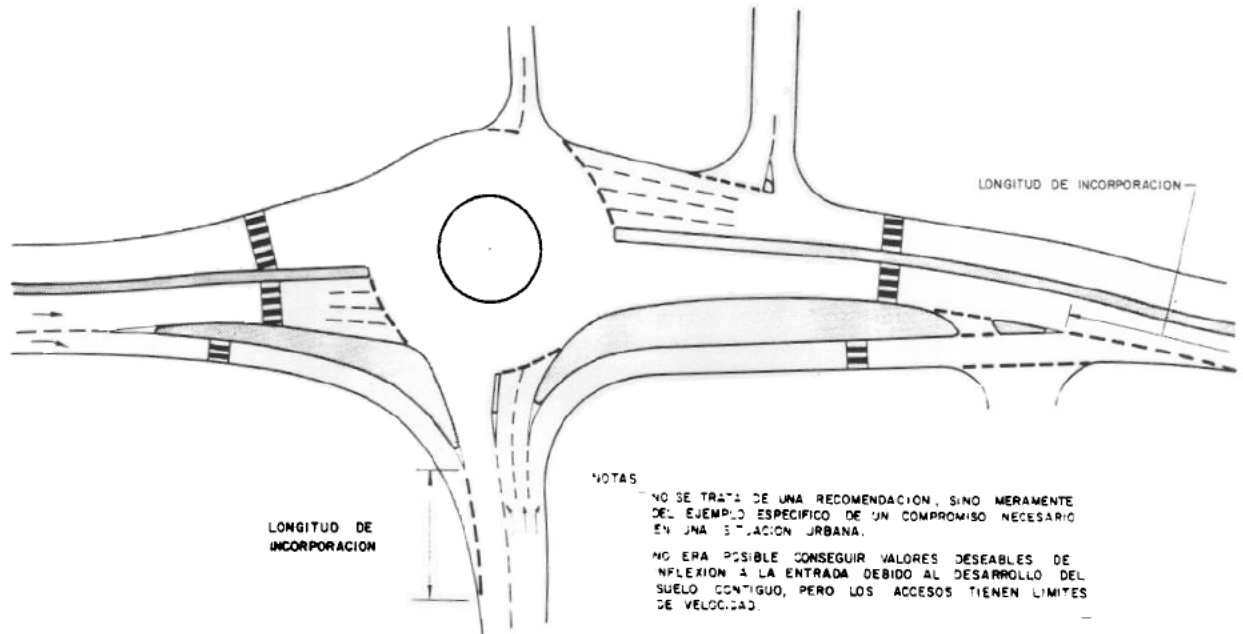 LONGITUD DE INCORPORACION
LONGITUD DE
INCORPORACION
NOTAS
NO SE TRATA DE UNA RECOMENDACION, SINO MERAMENTE
DEL EJEMPLO ESPECIFICO DE UN COMPROMISO NECESARIO
EN UNA SITUACION URBANA.
NO ERA POSIBLE CONSEGUIR VALORES DESEABLES DE
INFLEXION A LA ENTRADA DEBIDO AL DESARROLLO DEL
SUELO CONTIGUO, PERO LOS ACCESOS TIENEN LIMITES
DE VELOCIDAD.